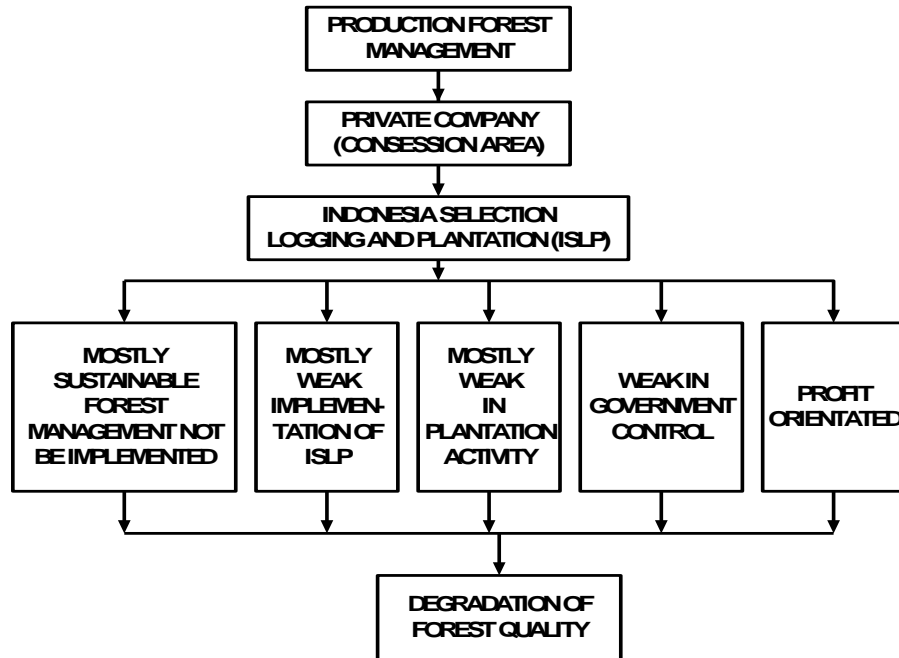 PRODUCTION FOREST
MANAGEMENT
PRIVATE COMPANY
(CONSESSION AREA)
INDONESIA SELECTION
LOGGING AND PLANTATION (ISLP)
MOSTLY
SUSTAINABLE
FOREST
MANAGEMENT NOT
BE IMPLEMENTED
MOSTLY
WEAK
IMPLEMEN-
TATION OF
ISLP
MOSTLY
WEAK
IN
PLANTATION
ACTIVITY
WEAK IN
GOVERNMENT
CONTROL
PROFIT
ORIENTATED
DEGRADATION OF
FOREST QUALITY